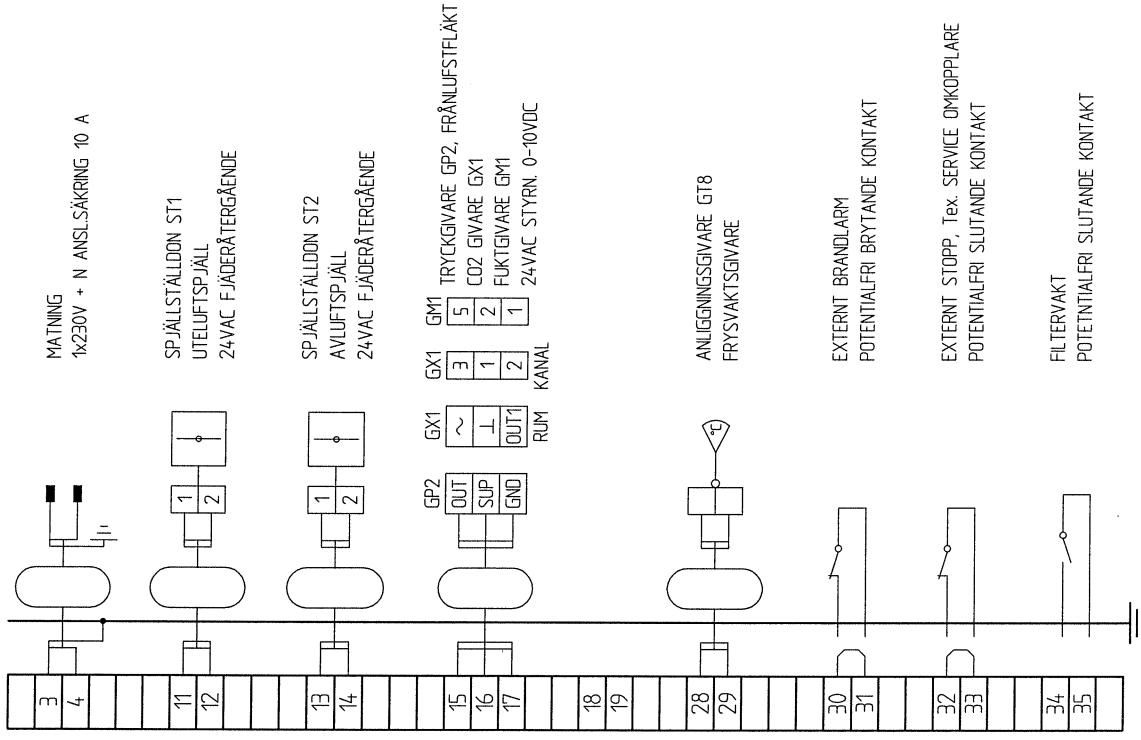 MATNING
1x230V + N ANSL.SÄKRING 10 A
3
4
SPJÄLLSTÄLLDON ST1
UTELUFTSPJÄLL
24VAC FJÄDERÅTERGÅENDE
1
2
11
12
SPJÄLLSTÄLLDON ST2
AVLUFTSPJÄLL
24VAC FJÄDERÅTERGÅENDE
1
2
13
14
TRYCKGIVARE GP2, FRÅNLUFSTFLÄKT
CO2 GIVARE GX1
FUKTGIVARE GM1
24VAC STYRN. 0-10VDC
GP2 GX1 GX1 GM1
OUT ~ 3 5
SUP ⊥ 1 2
GND OUT1 2 1
RUM KANAL
15
16
17
18
19
ANLIGGNINGSGIVARE GT8
FRYSVAKTSGIVARE
°C
28
29
EXTERNT BRANDLARM
POTENTIALFRI BRYTANDE KONTAKT
30
31
EXTERNT STOPP, Tex. SERVICE OMKOPPLARE
POTENTIALFRI SLUTANDE KONTAKT
32
33
FILTERVAKT
POTETNTIALFRI SLUTANDE KONTAKT
34
35